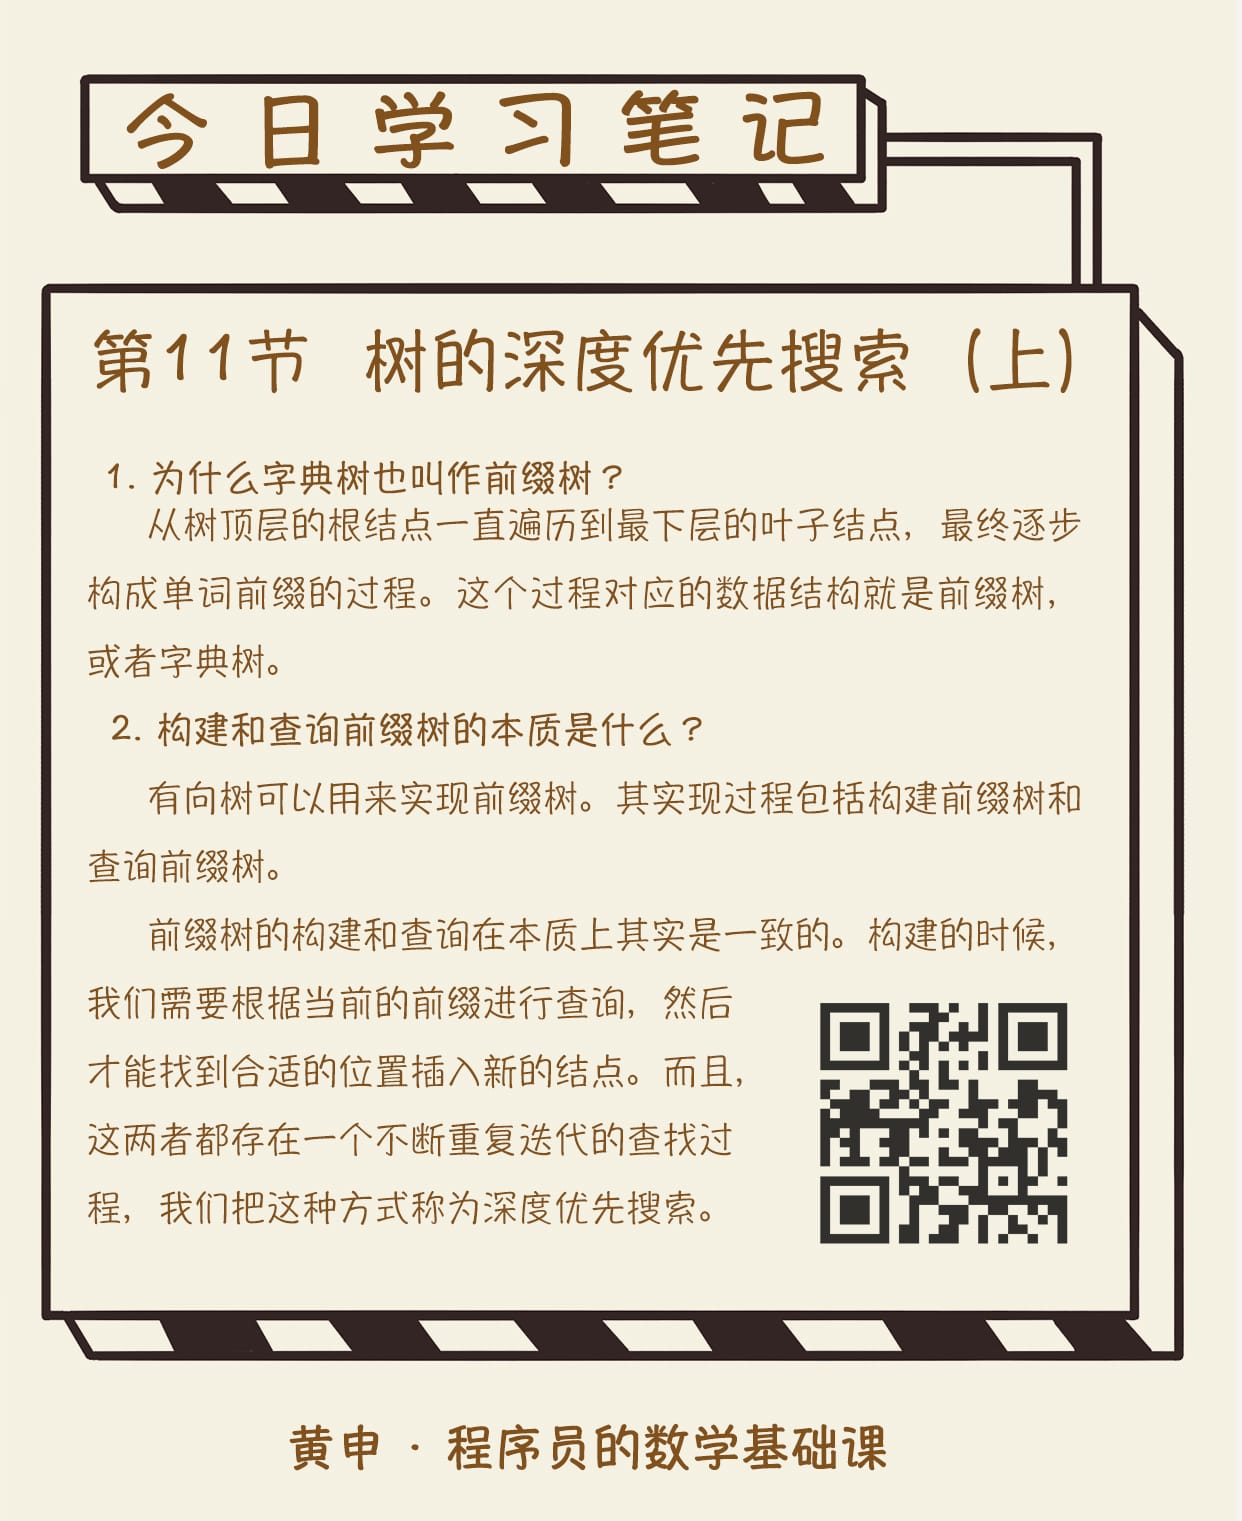 今日学习笔记
第11节 树的深度优先搜索（上）
1. 为什么字典树也叫作前缀树？
从树顶层的根结点一直遍历到最下层的叶子结点，最终逐步
构成单词前缀的过程。这个过程对应的数据结构就是前缀树，
或者字典树。
2. 构建和查询前缀树的本质是什么？
有向树可以用来实现前缀树。其实现过程包括构建前缀树和
查询前缀树。
前缀树的构建和查询在本质上其实是一致的。构建的时候，
我们需要根据当前的前缀进行查询，然后
才能找到合适的位置插入新的结点。而且，
这两者都存在一个不断重复迭代的查找过
程，我们把这种方式称为深度优先搜索。
黄申 · 程序员的数学基础课